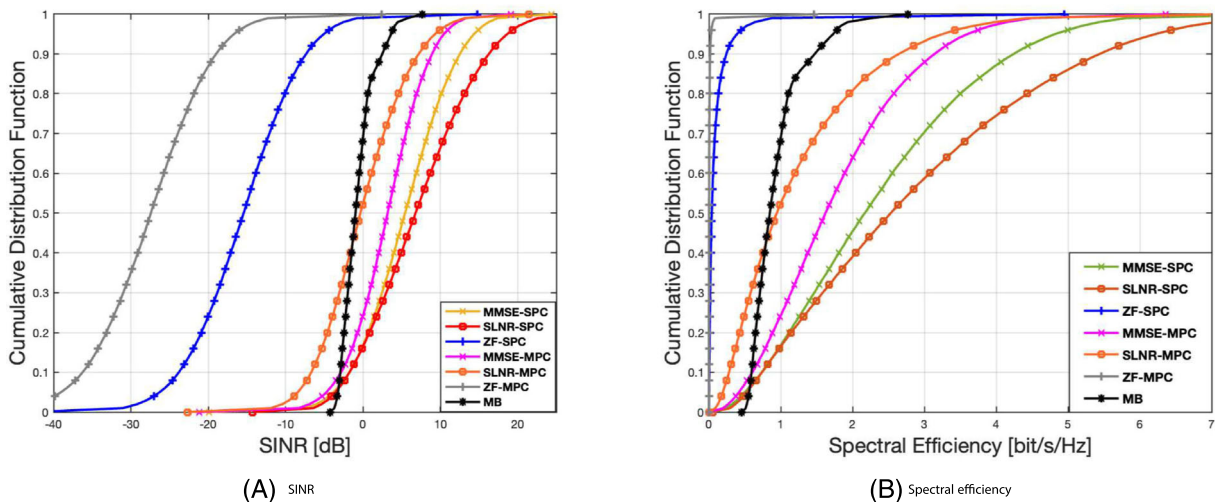 Cumulative Distribution Function
1
0.9
0.8
0.7
0.6
0.5
0.4
0.3
0.2
0.1
0
-40
-30
-20
-10
0
10
20
SINR [dB]
MMSE-SPC
SLNR-SPC
ZF-SPC
MMSE-MPC
SLNR-MPC
ZF-MPC
MB
(A) SINR
Cumulative Distribution Function
1
0.9
0.8
0.7
0.6
0.5
0.4
0.3
0.2
0.1
0
0
1
2
3
4
5
6
7
Spectral Efficiency [bit/s/Hz]
MMSE-SPC
SLNR-SPC
ZF-SPC
MMSE-MPC
SLNR-MPC
ZF-MPC
MB
(B) Spectral efficiency